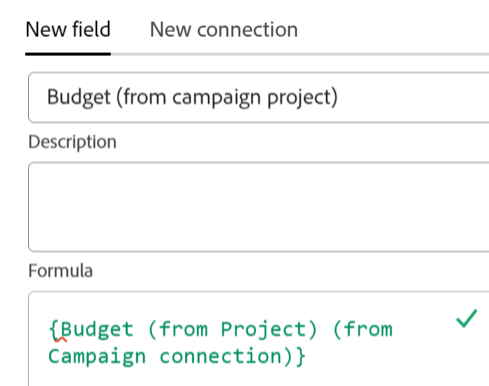 New field New connection
Budget (from campaign project)
Description
Formula
{Budget (from Project) (from
Campaign connection)}